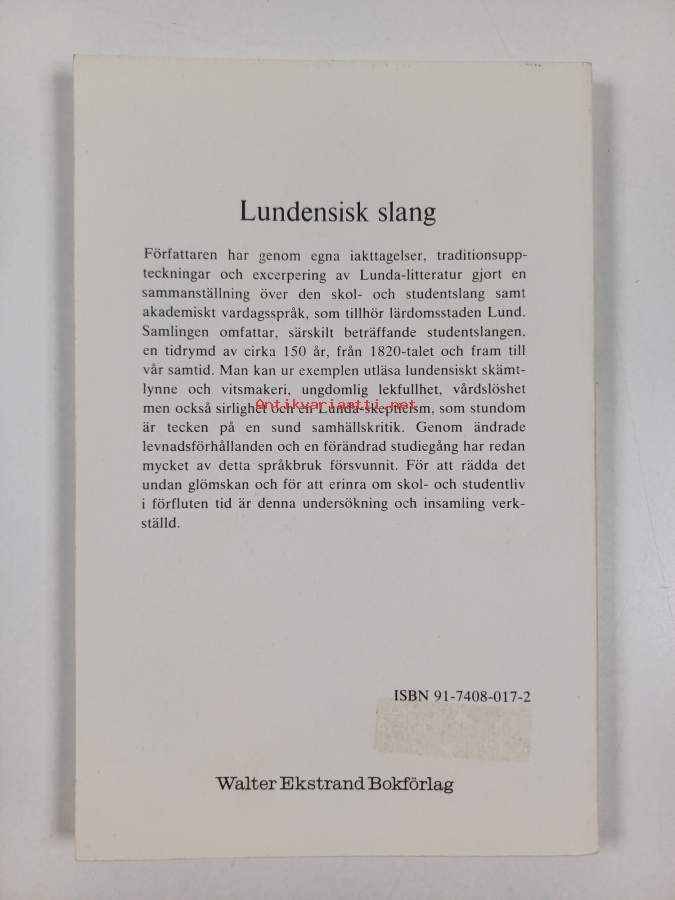 Lundensisk slang
Författaren har genom egna iakttagelser, traditionsupp-
teckningar och excerpering av Lunda-litteratur gjort en
sammanställning över den skol- och studentslang samt
akademiskt vardagsspråk, som tillhör lärdomsstaden Lund.
Samlingen omfattar, särskilt beträffande studentslangen,
en tidrymd av cirka 150 år, från 1820-talet och fram till
vår samtid. Man kan ur exemplen utläsa lundensiskt skämt-
lynne och vitsmakeri, ungdomlig lekfullhet, vårdslöshet
men också sirlighet och en Lunda-skepticism, som stundom
Antikvariaatti.net
är tecken på en sund samhällskritik. Genom ändrade
levnadsförhållanden och en förändrad studiegång har redan
mycket av detta språkbruk försvunnit. För att rädda det
undan glömskan och för att erinra om skol- och studentliv
i förfluten tid är denna undersökning och insamling verk-
ställd.
ISBN 91-7408-017-2
Walter Ekstrand Bokförlag